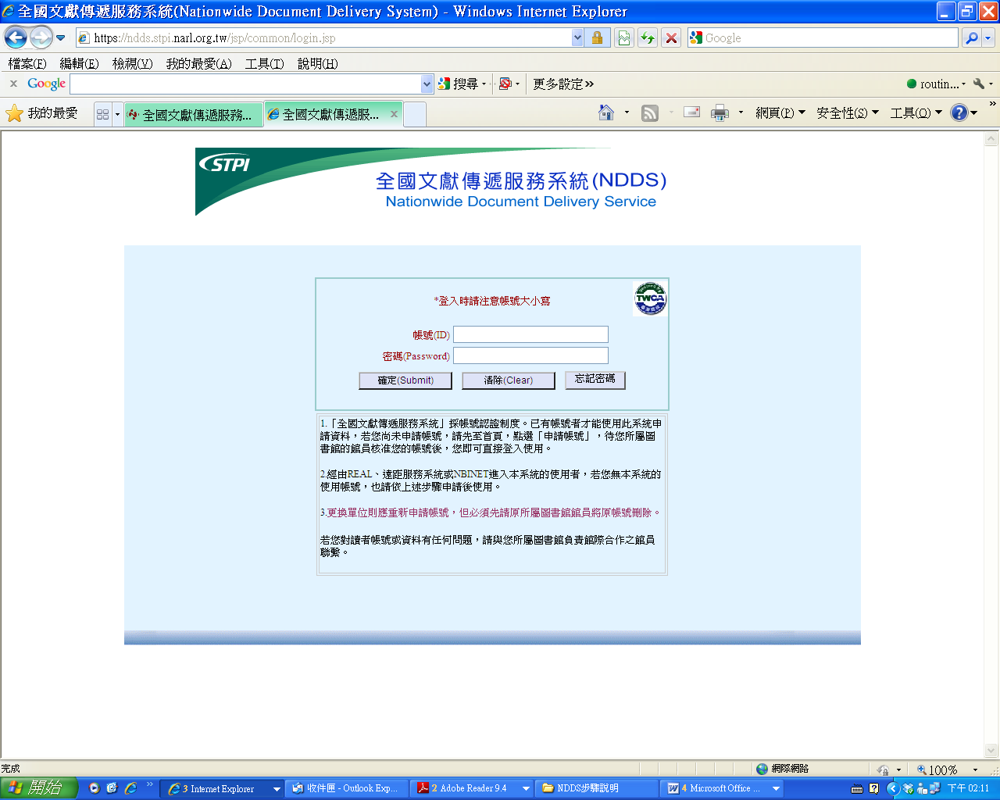 全國文獻傳遞服務系統(Nationwide Document Delivery System) - Windows Internet Explorer
https://ndds.stpi.narl.org.tw/jsp/common/login.jsp
Google
檔案(F) 編輯(E) 檢視(V) 我的最愛(A) 工具(T) 說明(H)
× Google 搜尋 更多設定» routin...
我的最愛 全國文獻傳遞服務... 全國文獻傳遞服... × 網頁(P) 安全性(S) 工具(O) »
STPI
全國文獻傳遞服務系統(NDDS)
Nationwide Document Delivery Service
*登入時請注意帳號大小寫
TWCA
帳號(ID)
密碼(Password)
確定(Submit) 清除(Clear) 忘記密碼
1.「全國文獻傳遞服務系統」採帳號認證制度。已有帳號者才能使用此系統申
請資料，若您尚未申請帳號，請先至首頁，點選「申請帳號」，待您所屬圖
書館的館員核准您的帳號後，您即可直接登入使用。
2.經由REAL、遠距服務系統或NBINET進入本系統的使用者，若您無本系統的
使用帳號，也請依上述步驟申請後使用。
3.更換單位則應重新申請帳號，但必須先請原所屬圖書館館員將原帳號刪除。
若您對讀者帳號或資料有任何問題，請與您所屬圖書館負責館際合作之館員
聯繫。
完成 網際網路 100%
開始 » 3 Internet Explorer 收件匣 - Outlook Exp... 2 Adobe Reader 9.4 NDDS步驟說明 4 Microsoft Office ... 下午 02:11